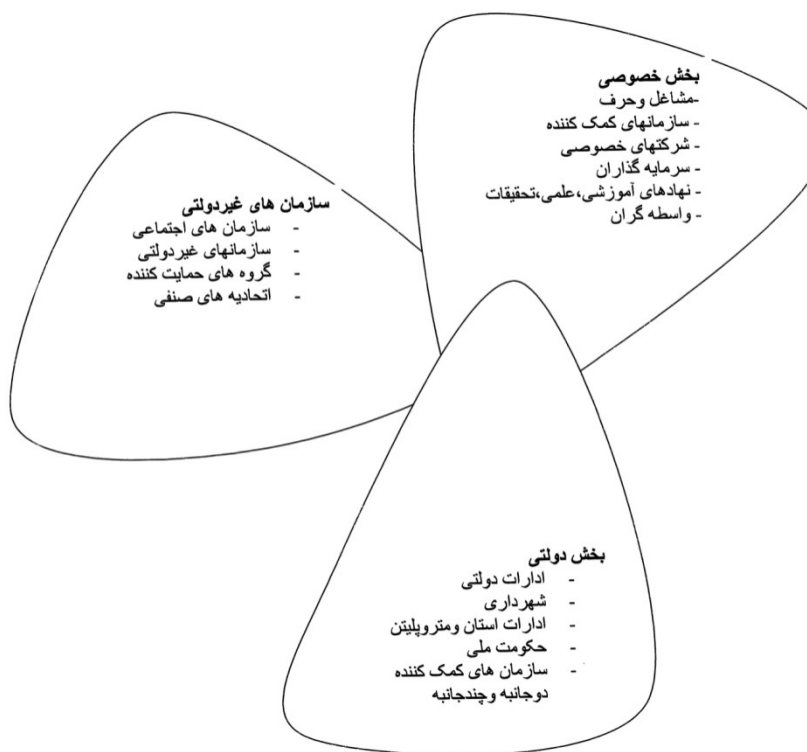 بخش خصوصی
-مشاغل وحرف
- سازمانهای کمک کننده
- شرکتهای خصوصی
- سرمایه گذاران
- نهادهای آموزشی،علمی،تحقیقات
- واسطه گران
سازمان های غیردولتی
- سازمان های اجتماعی
- سازمانهای غیردولتی
- گروه های حمایت کننده
- اتحادیه های صنفی
بخش دولتی
- ادارات دولتی
- شهرداری
- ادارات استان ومتروپلیتن
- حکومت ملی
- سازمان های کمک کننده
دوجانبه وچندجانبه